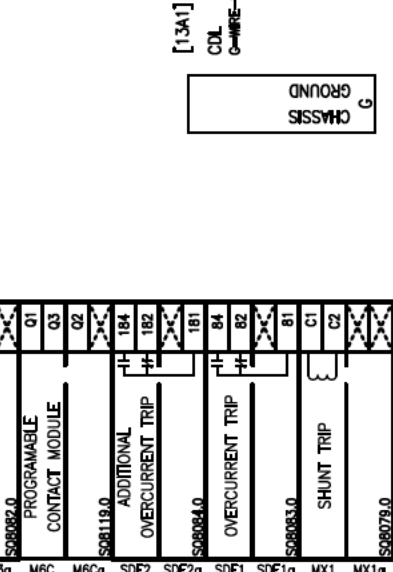 [13A1]
CDL
G-WIRE-
CHASSIS
GROUND
G
Q1
Q3
Q2
184
182
181
84
82
81
C1
C2
S08082.0
PROGRAMABLE
CONTACT MODULE
S08119.0
ADDITIONAL
OVERCURRENT TRIP
S08084.0
OVERCURRENT TRIP
S08083.0
SHUNT TRIP
S08079.0
M6C
M6Ca
SDE2
SDE2a
SDE1
SDE1a
MX1
MX1a